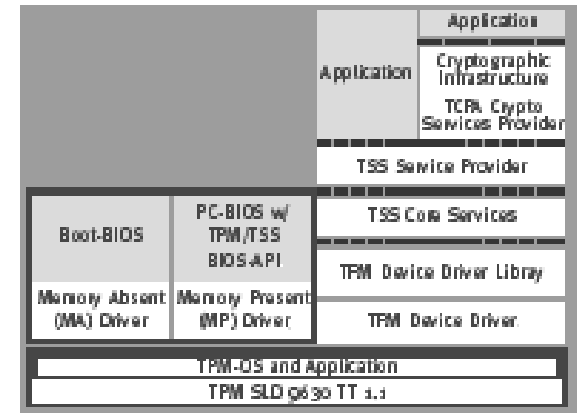 Application
Application
Cryptographic
Infrastructure
TCPA Crypto
Services Provider
TSS Service Provider
Boot-BIOS
PC-BIOS w/
TPM/TSS
BIOS-API
TSS Core Services
TPM Device Driver Libray
Memory Absent
(MA) Driver
Memory Present
(MP) Driver
TPM Device Driver
TPM-OS and Application
TPM SLD 9630 TT 1.1